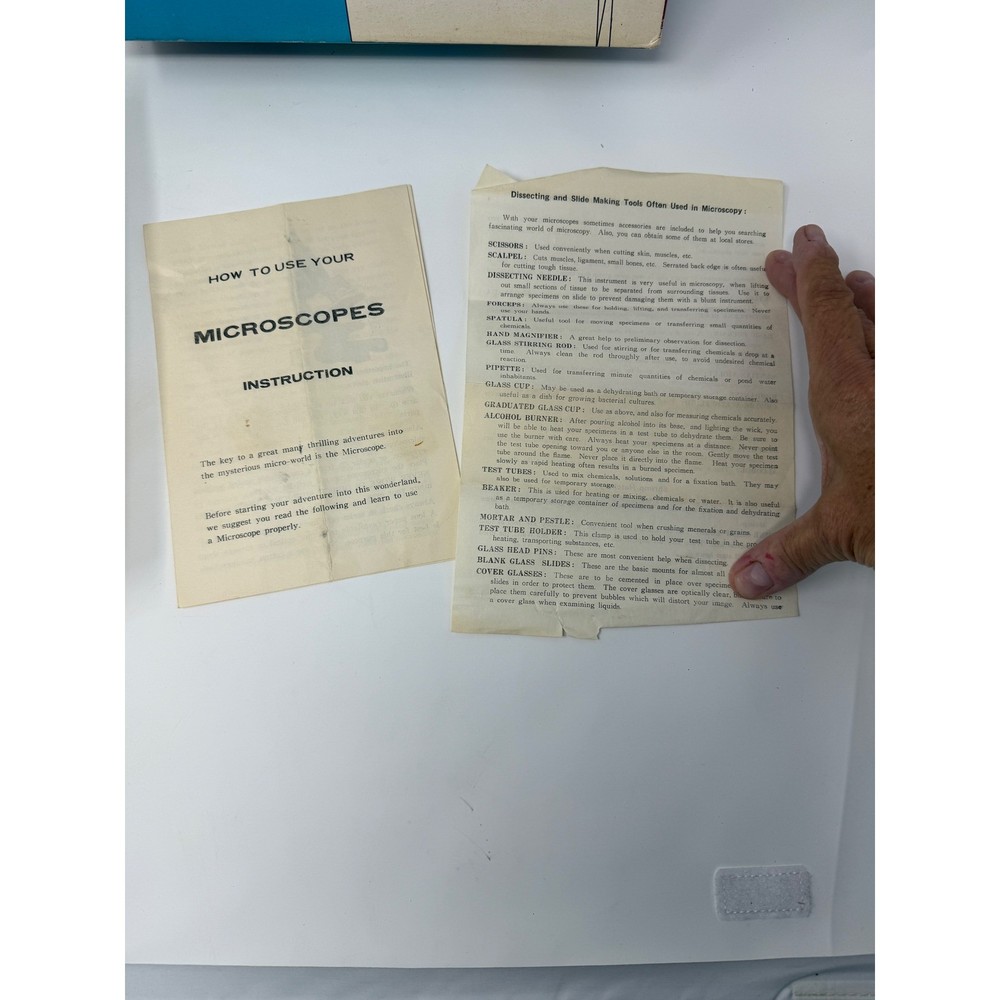 HOW TO USE YOUR
MICROSCOPES
INSTRUCTION
The key to a great many thrilling adventures into
the mysterious micro-world is the Microscope.
Before starting your adventure into this wonderland,
we suggest you read the following and learn to use
a Microscope properly.
Dissecting and Slide Making Tools Often Used in Microscopy:
With your microscopes sometimes accessories are included to help you searching
fascinating world of microscopy. Also, you can obtain some of them at local stores.
SCISSORS: Used conveniently when cutting skin, muscles, etc.
SCALPEL: Cuts muscles, ligament, small bones, etc. Serrated back edge is often useful
for cutting tough tissue.
DISSECTING NEEDLE: This instrument is very useful in microscopy, when lifting
out small sections of tissue to be separated from surrounding tissues. Use it to
arrange specimens on slide to prevent damaging them with a blunt instrument.
FORCEPS: Always use these for holding, lifting, and transferring specimens. Never
use your hands.
SPATULA: Useful tool for moving specimens or transferring small quantities of
chemicals.
HAND MAGNIFIER: A great help to preliminary observation for dissection.
GLASS STIRRING ROD: Used for stirring or for transferring chemicals a drop at a
time. Always clean the rod throughly after use, to avoid undesired chemical
reaction.
PIPETTE: Used for transferring minute quantities of chemicals or pond water
inhabitants.
GLASS CUP: May be used as a dehydrating bath or temporary storage container. Also
useful as a dish for growing bacterial cultures.
GRADUATED GLASS CUP: Use as above, and also for measuring chemicals accurately.
ALCOHOL BURNER: After pouring alcohol into its base, and lighting the wick, you
will be able to heat your specimens in a test tube to dehydrate them. Be sure to
use the burner with care. Always heat your specimens at a distance. Never point
the test tube opening toward you or anyone else in the room. Gently move the test
tube around the flame. Never place it directly into the flame. Heat your specimen
slowly as rapid heating often results in a burned specimen.
TEST TUBES: Used to mix chemicals, solutions and for a fixation bath. They may
also be used for temporary storage.
BEAKER: This is used for heating or mixing, chemicals or water. It is also useful
as a temporary storage container of specimens and for the fixation and dehydrating
bath
MORTAR AND PESTLE: Convenient tool when crushing menerals or grains.
TEST TUBE HOLDER: This clamp is used to hold your test tube in the
heating, transporting substances, etc.
GLASS HEAD PINS: These are most convenient help when dissecting.
BLANK GLASS SLIDES: These are the basic mounts for almost all
COVER GLASSES: These are to be cemented in place over
slides in order to protect them. The cover glasses are optically clear, to
place them carefully to prevent bubbles which will distort your image. Always use
a cover glass when examining liquids.